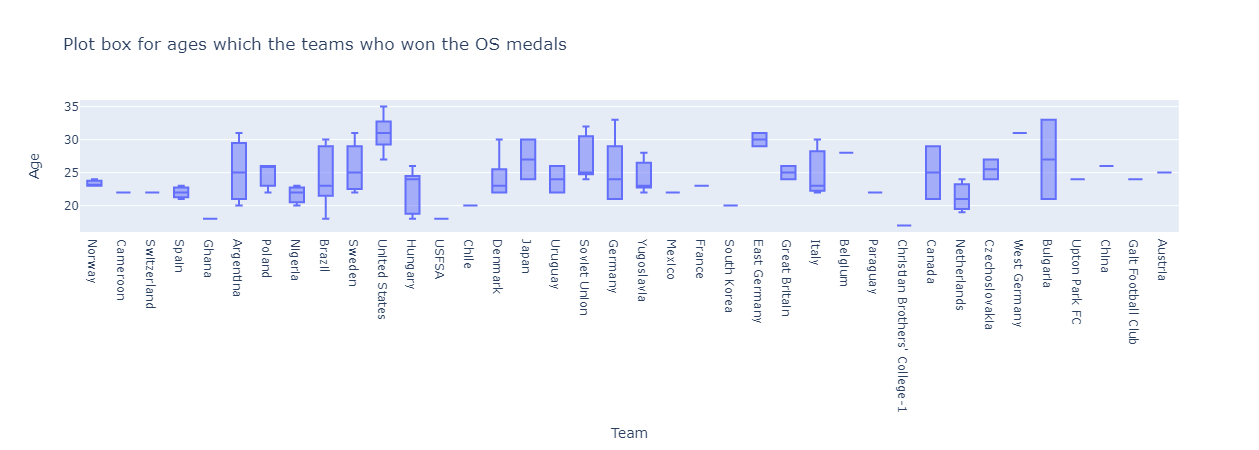 Plot box for ages which the teams who won the OS medals
35
30
25
20
Age
Norway
Cameroon
Switzerland
Spain
Ghana
Argentina
Poland
Nigeria
Brazil
Sweden
United States
Hungary
USFSA
Chile
Denmark
Japan
Uruguay
Soviet Union
Germany
Yugoslavia
Mexico
France
South Korea
East Germany
Great Britain
Italy
Belgium
Paraguay
Christian Brothers' College-1
Canada
Netherlands
Czechoslovakia
West Germany
Bulgaria
Upton Park FC
China
Galt Football Club
Austria
Team